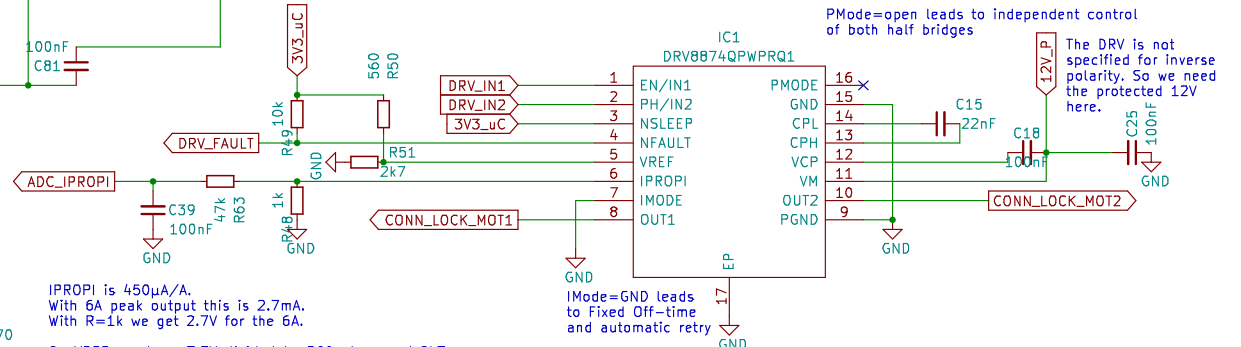 PMode=open leads to independent control
of both half bridges
100nF
C81
3V3_uC
560
R50
10k
R49
DRV_FAULT
GND
R51
2k7
ADC_IPROPI
C39
100nF
GND
47k
R63
1k
R48
GND
DRV_IN1
DRV_IN2
3V3_uC
CONN_LOCK_MOT1
IC1
DRV8874QPWPRQ1
1 EN/IN1
2 PH/IN2
3 NSLEEP
4 NFAULT
5 VREF
6 IPROPI
7 IMODE
8 OUT1
PMODE 16
GND 15
CPL 14
CPH 13
VCP 12
VM 11
OUT2 10
PGND 9
EP
17
GND
GND
GND
C15
22nF
C18
100nF
12V_P
The DRV is not
specified for inverse
polarity. So we need
the protected 12V
here.
C25
100nF
GND
CONN_LOCK_MOT2
IPROPI is 450µA/A.
With 6A peak output this is 2.7mA.
With R=1k we get 2.7V for the 6A.
IMode=GND leads
to Fixed Off-time
and automatic retry